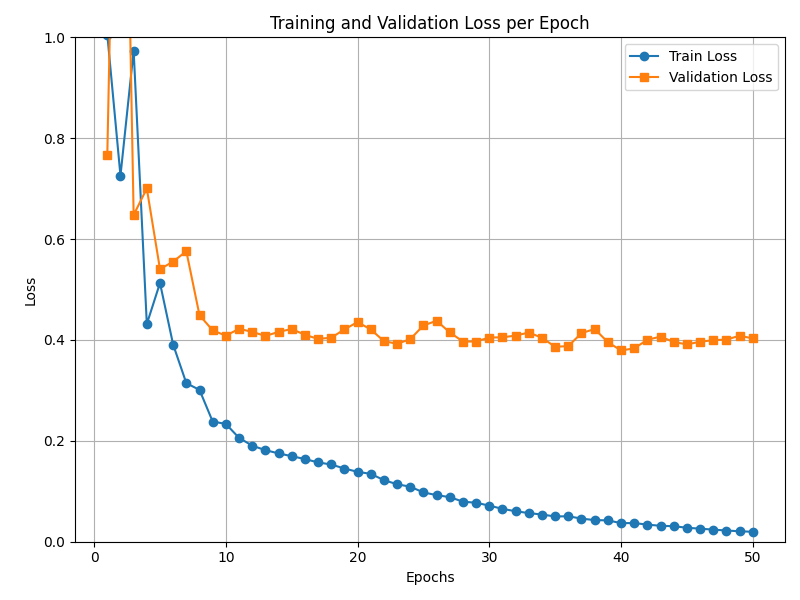 Training and Validation Loss per Epoch
Train Loss
Validation Loss
Loss
1.0
0.8
0.6
0.4
0.2
0.0
0 10 20 30 40 50
Epochs